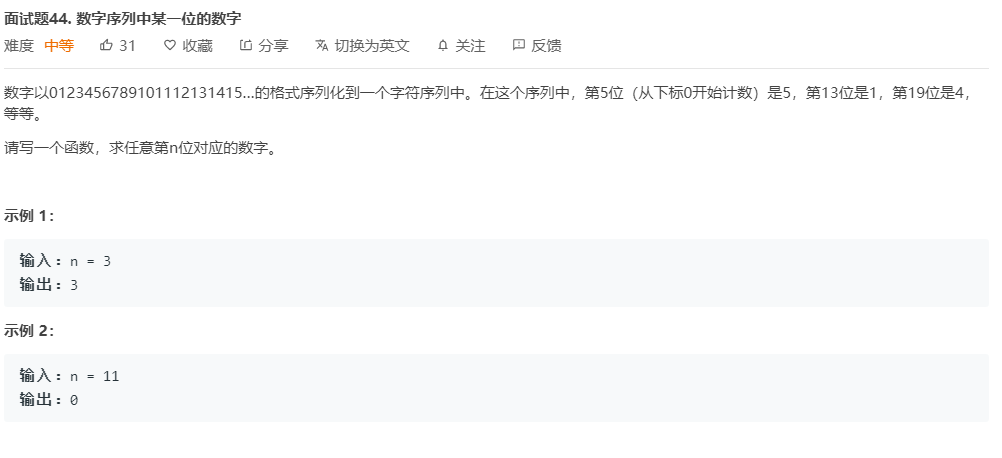 面试题44. 数字序列中某一位的数字
难度 中等 31 收藏 分享 切换为英文 关注 反馈
数字以0123456789101112131415…的格式序列化到一个字符序列中。在这个序列中，第5位（从下标0开始计数）是5，第13位是1，第19位是4，
等等。
请写一个函数，求任意第n位对应的数字。
示例 1：
输入：n = 3
输出：3
示例 2：
输入：n = 11
输出：0